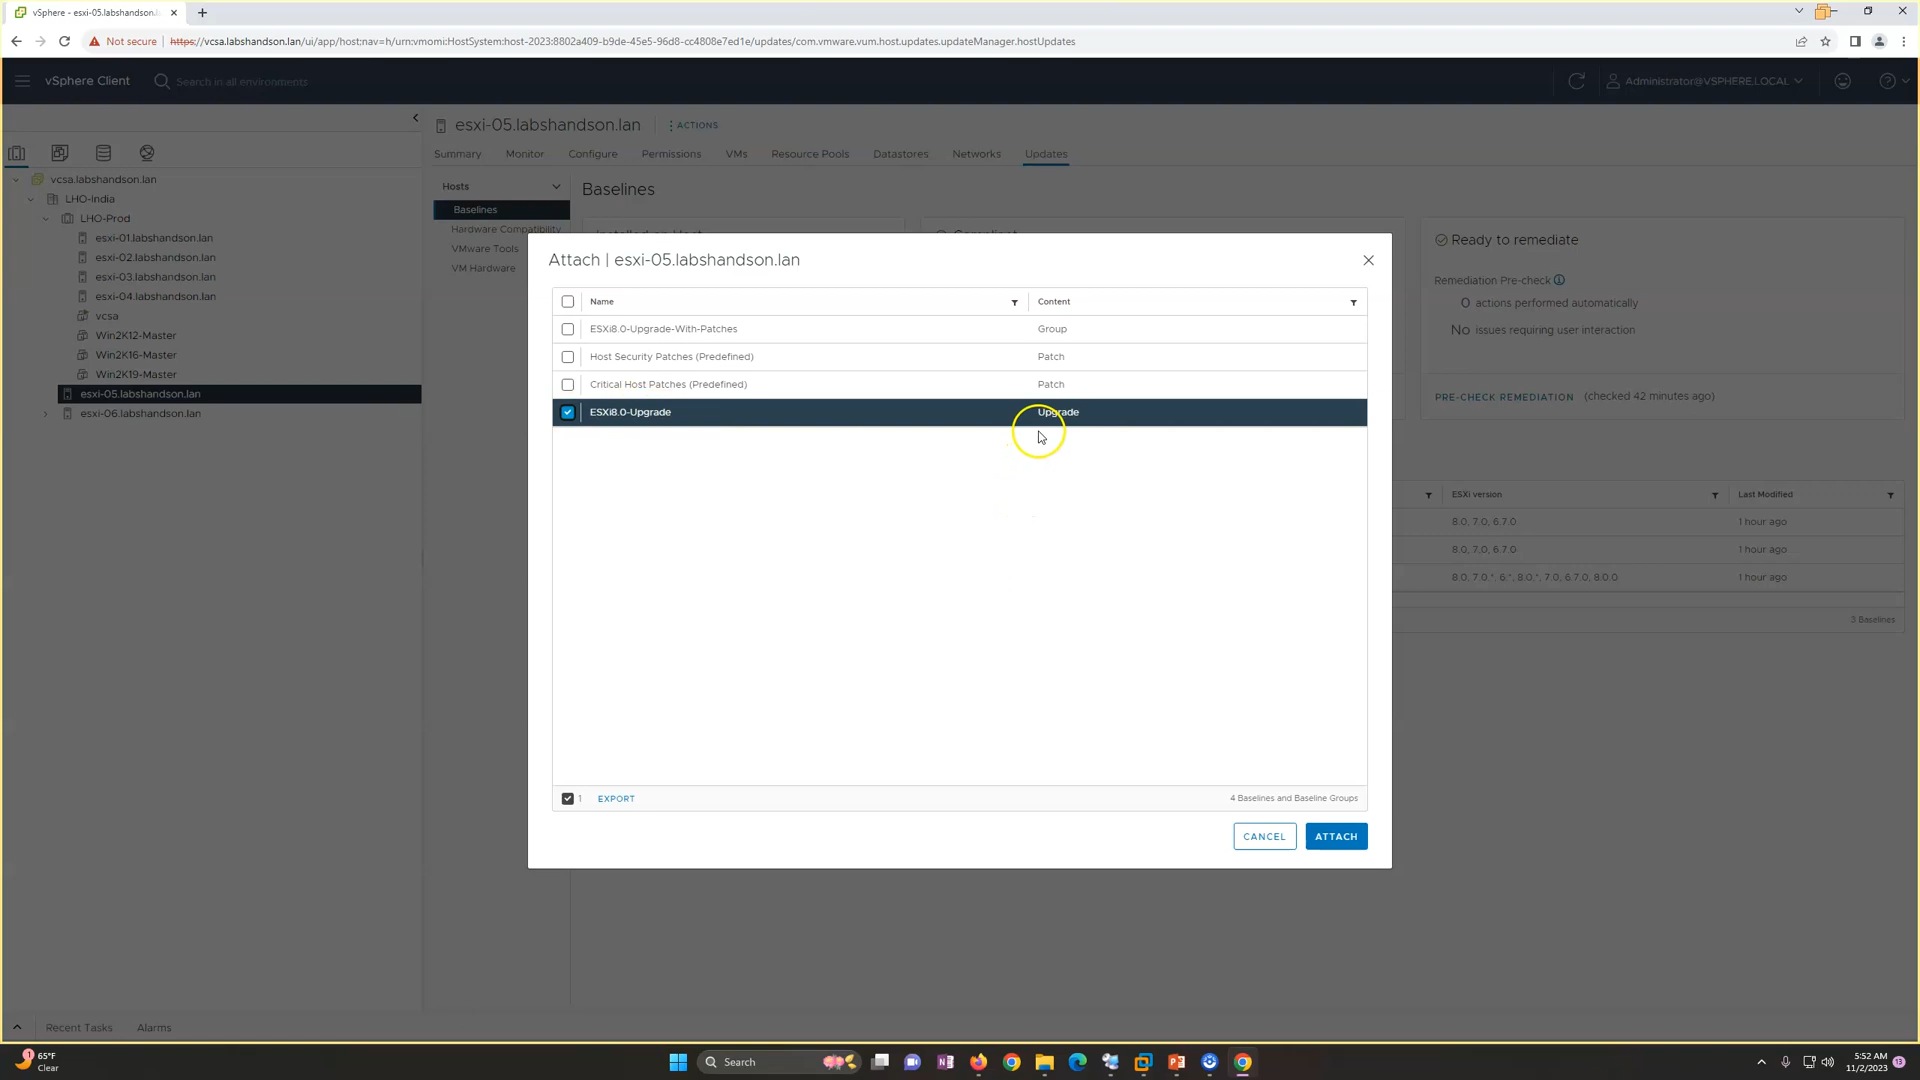 vSphere - esxi-05.labshandson.
Not secure
https://vcsa.labshandson.lan/ui/app/host;nav=h/urn:vmomi:HostSystem:host-2023:8802a409-b9de-45e5-96d8-cc4808e7ed1e/updates/com.vmware.vum.host.updates.updateManager.hostUpdates
vSphere Client
Search in all environments
Administrator@VSPHERE.LOCAL
esxi-05.labshandson.lan
ACTIONS
Summary Monitor Configure Permissions VMs Resource Pools Datastores Networks Updates
vcsa.labshandson.lan
LHO-India
LHO-Prod
esxi-01.labshandson.lan
esxi-02.labshandson.lan
esxi-03.labshandson.lan
esxi-04.labshandson.lan
vcsa
Win2K12-Master
Win2K16-Master
Win2K19-Master
esxi-05.labshandson.lan
esxi-06.labshandson.lan
Hosts
Baselines
Hardware Compatibility
VMware Tools
VM Hardware
Baselines
Ready to remediate
Remediation Pre-check
0 actions performed automatically
No issues requiring user interaction
PRE-CHECK REMEDIATION (checked 42 minutes ago)
ESXi version Last Modified
8.0, 7.0, 6.7.0 1 hour ago
8.0, 7.0, 6.7.0 1 hour ago
8.0, 7.0.*, 6.*, 8.0.*, 7.0, 6.7.0, 8.0.0 1 hour ago
3 Baselines
Attach | esxi-05.labshandson.lan
Name Content
ESXi8.0-Upgrade-With-Patches Group
Host Security Patches (Predefined) Patch
Critical Host Patches (Predefined) Patch
ESXi8.0-Upgrade Upgrade
1 EXPORT
4 Baselines and Baseline Groups
CANCEL ATTACH
Recent Tasks Alarms
1
65°F
Clear
Search
5:52 AM
11/2/2023
13